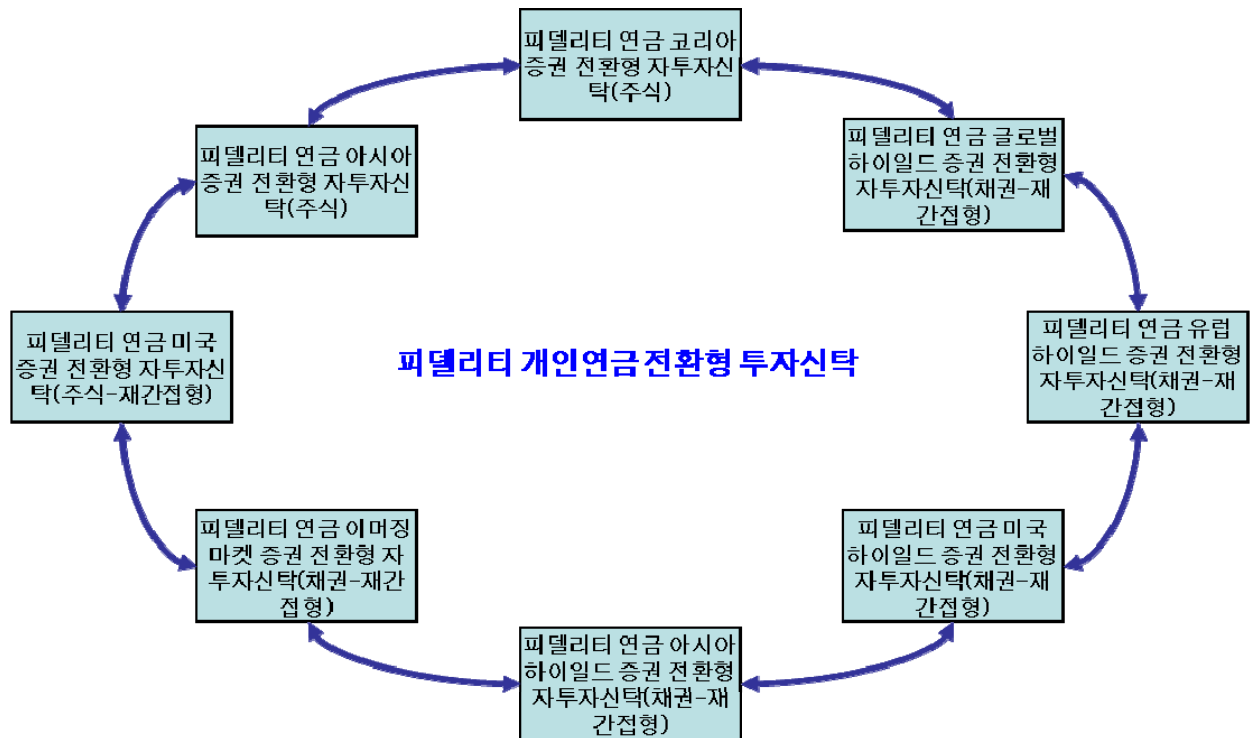 피델리티 연금 코리아
증권 전환형 자투자신
탁(주식)
피델리티 연금 아시아
증권 전환형 자투자신
탁(주식)
피델리티 연금 글로벌
하이일드 증권 전환형
자투자신탁(채권-재
간접형)
피델리티 연금 미국
증권 전환형 자투자신
탁(주식-재간접형)
피델리티 개인연금전환형 투자신탁
피델리티 연금 유럽
하이일드 증권 전환형
자투자신탁(채권-재
간접형)
피델리티 연금 이머징
마켓 증권 전환형 자
투자신탁(채권-재간
접형)
피델리티 연금 미국
하이일드 증권 전환형
자투자신탁(채권-재
간접형)
피델리티 연금 아시아
하이일드 증권 전환형
자투자신탁(채권-재
간접형)